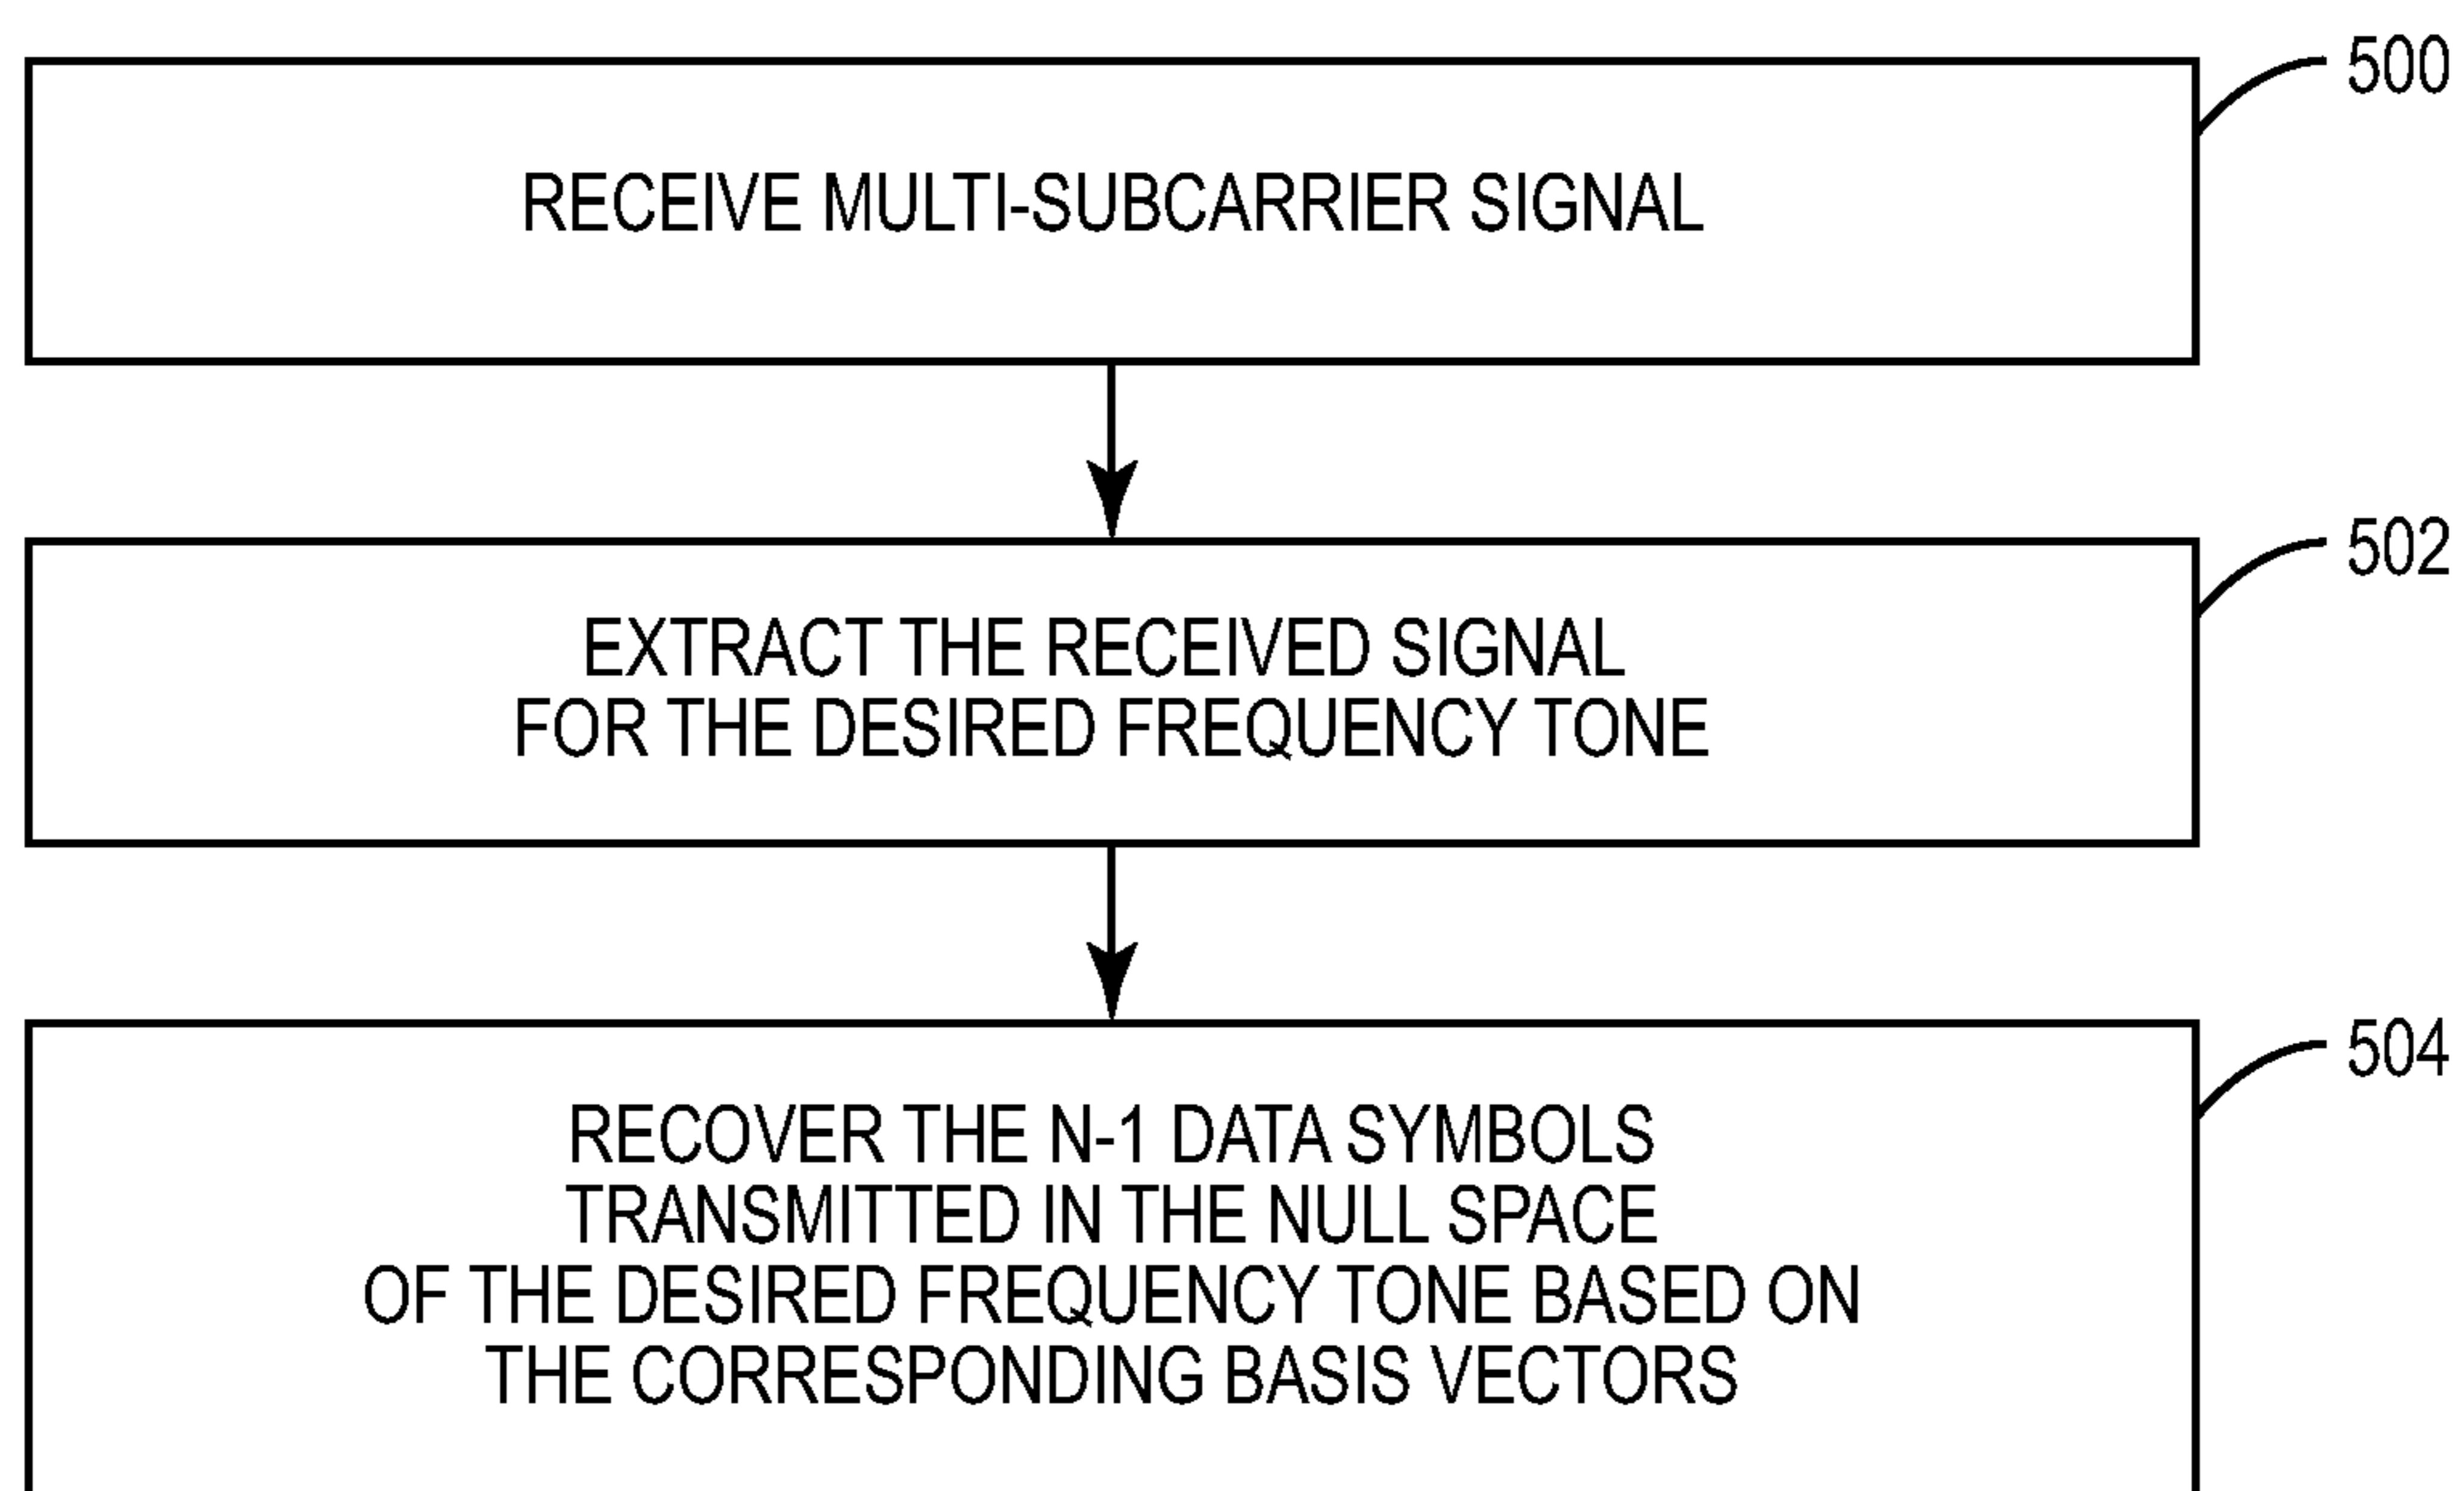 500
RECEIVE MULTI-SUBCARRIER SIGNAL
502
EXTRACT THE RECEIVED SIGNAL
FOR THE DESIRED FREQUENCY TONE
504
RECOVER THE N-1 DATA SYMBOLS
TRANSMITTED IN THE NULL SPACE
OF THE DESIRED FREQUENCY TONE BASED ON
THE CORRESPONDING BASIS VECTORS